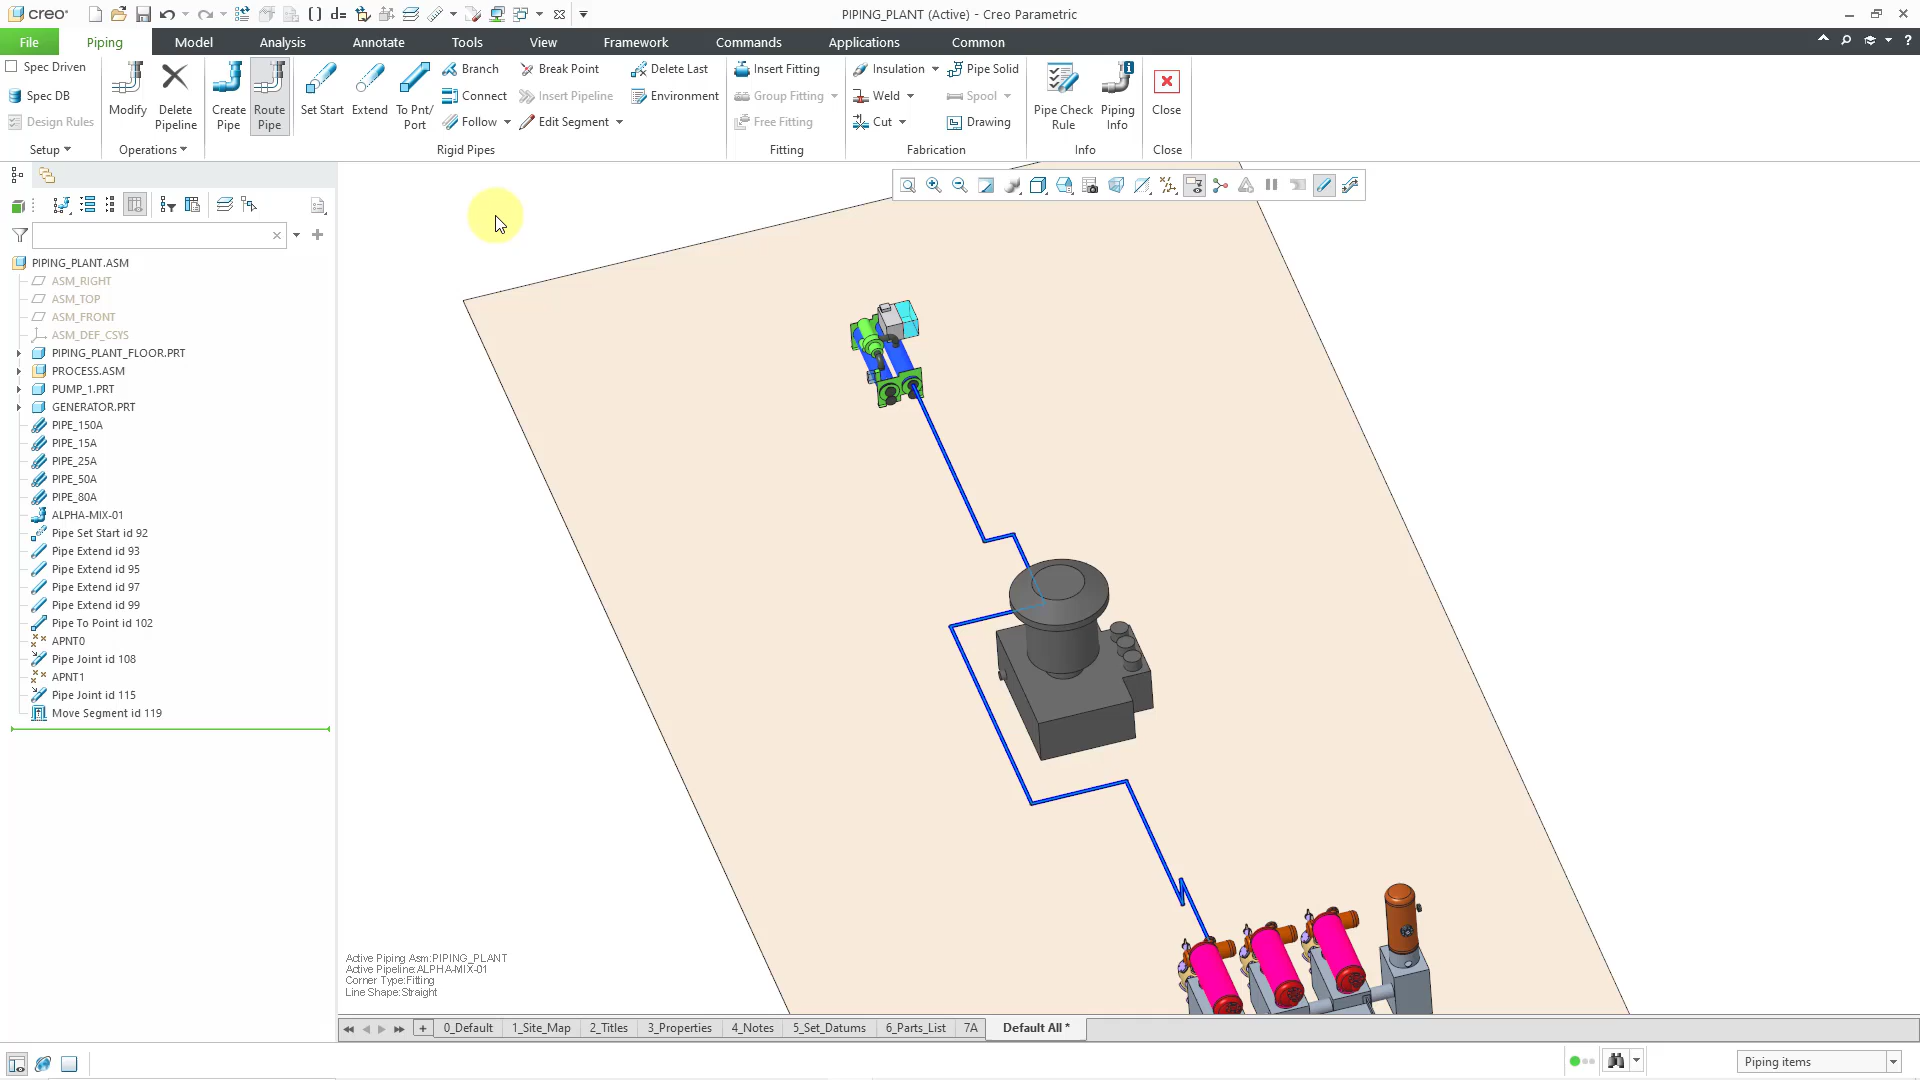 creo
PIPING_PLANT (Active) - Creo Parametric
File
Piping
Model
Analysis
Annotate
Tools
View
Framework
Commands
Applications
Common
Spec Driven
Spec DB
Design Rules
Setup
Modify
Delete Pipeline
Operations
Create Pipe
Route Pipe
Set Start
Extend
To Pnt/ Port
Branch
Connect
Follow
Break Point
Insert Pipeline
Edit Segment
Delete Last
Environment
Rigid Pipes
Insert Fitting
Group Fitting
Free Fitting
Fitting
Insulation
Weld
Cut
Pipe Solid
Spool
Drawing
Fabrication
Pipe Check Rule
Piping Info
Info
Close
Close
PIPING_PLANT.ASM
ASM_RIGHT
ASM_TOP
ASM_FRONT
ASM_DEF_CSYS
PIPING_PLANT_FLOOR.PRT
PROCESS.ASM
PUMP_1.PRT
GENERATOR.PRT
PIPE_150A
PIPE_15A
PIPE_25A
PIPE_50A
PIPE_80A
ALPHA-MIX-01
Pipe Set Start id 92
Pipe Extend id 93
Pipe Extend id 95
Pipe Extend id 97
Pipe Extend id 99
Pipe To Point id 102
APNT0
Pipe Joint id 108
APNT1
Pipe Joint id 115
Move Segment id 119
Active Piping Asm:PIPING_PLANT
Active Pipeline:ALPHA-MIX-01
Corner Type:Fitting
Line Shape:Straight
0_Default
1_Site_Map
2_Titles
3_Properties
4_Notes
5_Set_Datums
6_Parts_List
7A
Default All *
Piping items